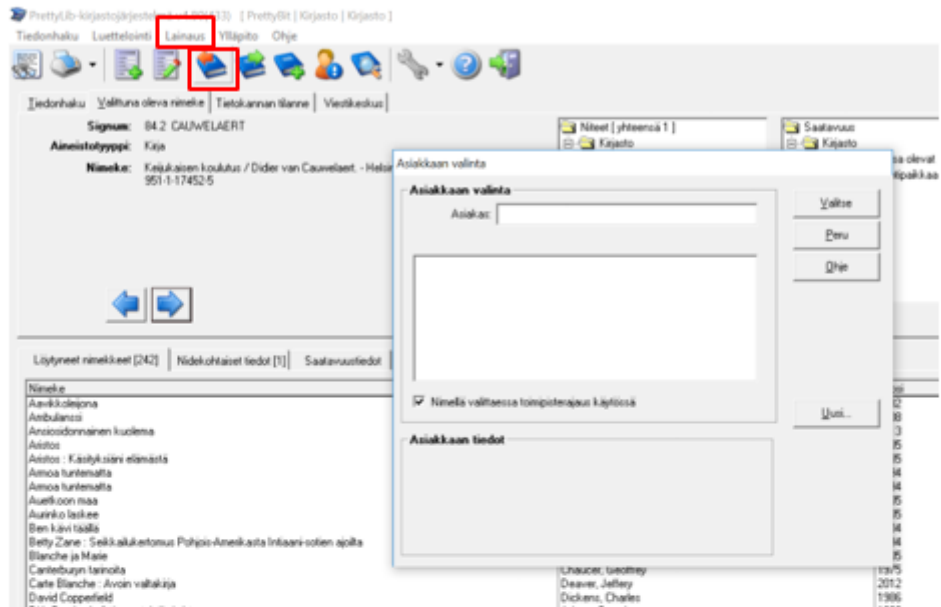 PrettyLib-kirjastojärjestelmä [ PrettyBit | Kirjasto | Kirjasto ]
Tiedonhaku Luettelointi Lainaus Ylläpito Ohje
Tiedonhaku Valittuna oleva nimeke Tietokannan tilanne Viestikeskus
Signum: 84.2 CAUWELAERT
Aineistotyyppi: Kirja
Nimeke: Keijukaisen koulutus / Didier van Cauwelaert. -
951-1-17452-5
Niteet [ yhteensä 1 ]
Kirjasto
Saatavuus
Kirjasto
Asiakkaan valinta
Asiakkaan valinta
Asiakas:
Valitse
Peru
Ohje
Nimellä valittaessa toimipisterajaus käytössä
Uusi...
Asiakkaan tiedot
Löytyneet nimekkeet [242] Nidekohtaiset tiedot [1] Saatavuustiedot
Nimeke
Aavikkoleijona
Ambulanssi
Ansiosidonnainen kuolema
Aristos
Aristos : Käsityksiäni elämästä
Armoa tuntematta
Armoa tuntematta
Auetkoon maa
Aurinko laskee
Ben kävi täällä
Betty Zane : Seikkailukertomus Pohjois-Amerikasta Intiaani-sotien ajoilta
Blanche ja Marie
Canterburyn tarinoita Chaucer, Geoffrey 1975
Carte Blanche : Avoin valtakirja Deaver, Jeffery 2012
David Copperfield Dickens, Charles 1986